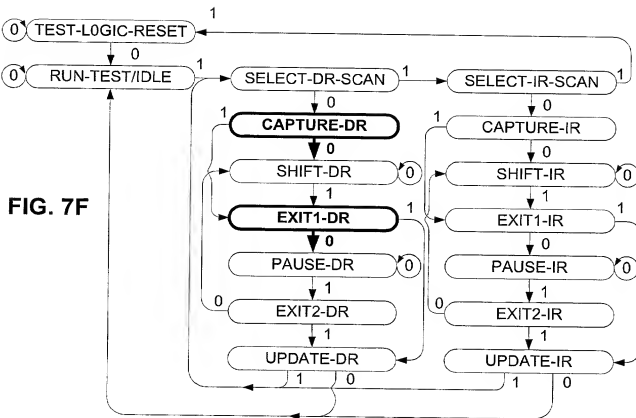 1
0 TEST-L0GIC-RESET
0
0 RUN-TEST/IDLE 1 SELECT-DR-SCAN 1 SELECT-IR-SCAN 1
0 0
1 CAPTURE-DR 1 CAPTURE-IR
0 0
SHIFT-DR 0 SHIFT-IR 0
1 1
FIG. 7F
EXIT1-DR 1 EXIT1-IR 1
0 0
PAUSE-DR 0 PAUSE-IR 0
1 1
0 EXIT2-DR 0 EXIT2-IR
1 1
UPDATE-DR UPDATE-IR
1 0 1 0